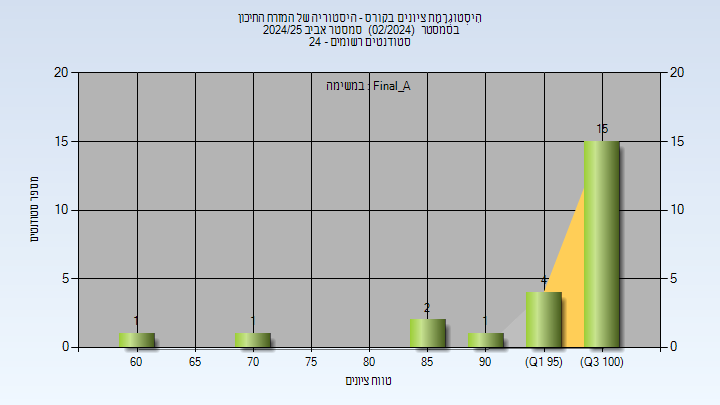 היסטוגרמת ציונים בקורס - היסטוריה של המזרח התיכון
בסמסטר (02/2024) סמסטר אביב 2024/25
סטודנטים רשומים - 24
במשימה : Final_A
20 20
15 15
10 10
5 5
0 0
מספר סטודנטים
1 1 2 1 4 15
60 65 70 75 80 85 90 (Q1 95) (Q3 100)
טווח ציונים